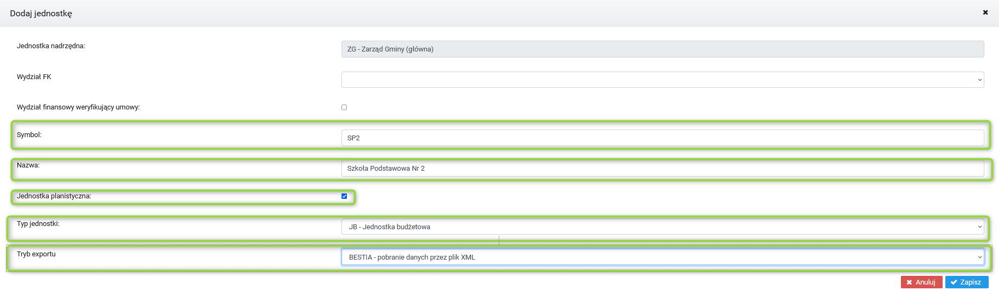 Dodaj jednostkę
Jednostka nadrzędna:
ZG - Zarząd Gminy (główna)
Wydział FK
Wydział finansowy weryfikujący umowy:
Symbol:
SP2
Nazwa:
Szkoła Podstawowa Nr 2
Jednostka planistyczna:
Typ jednostki:
JB - Jednostka budżetowa
Tryb exportu
BESTIA - pobranie danych przez plik XML
Anuluj
Zapisz